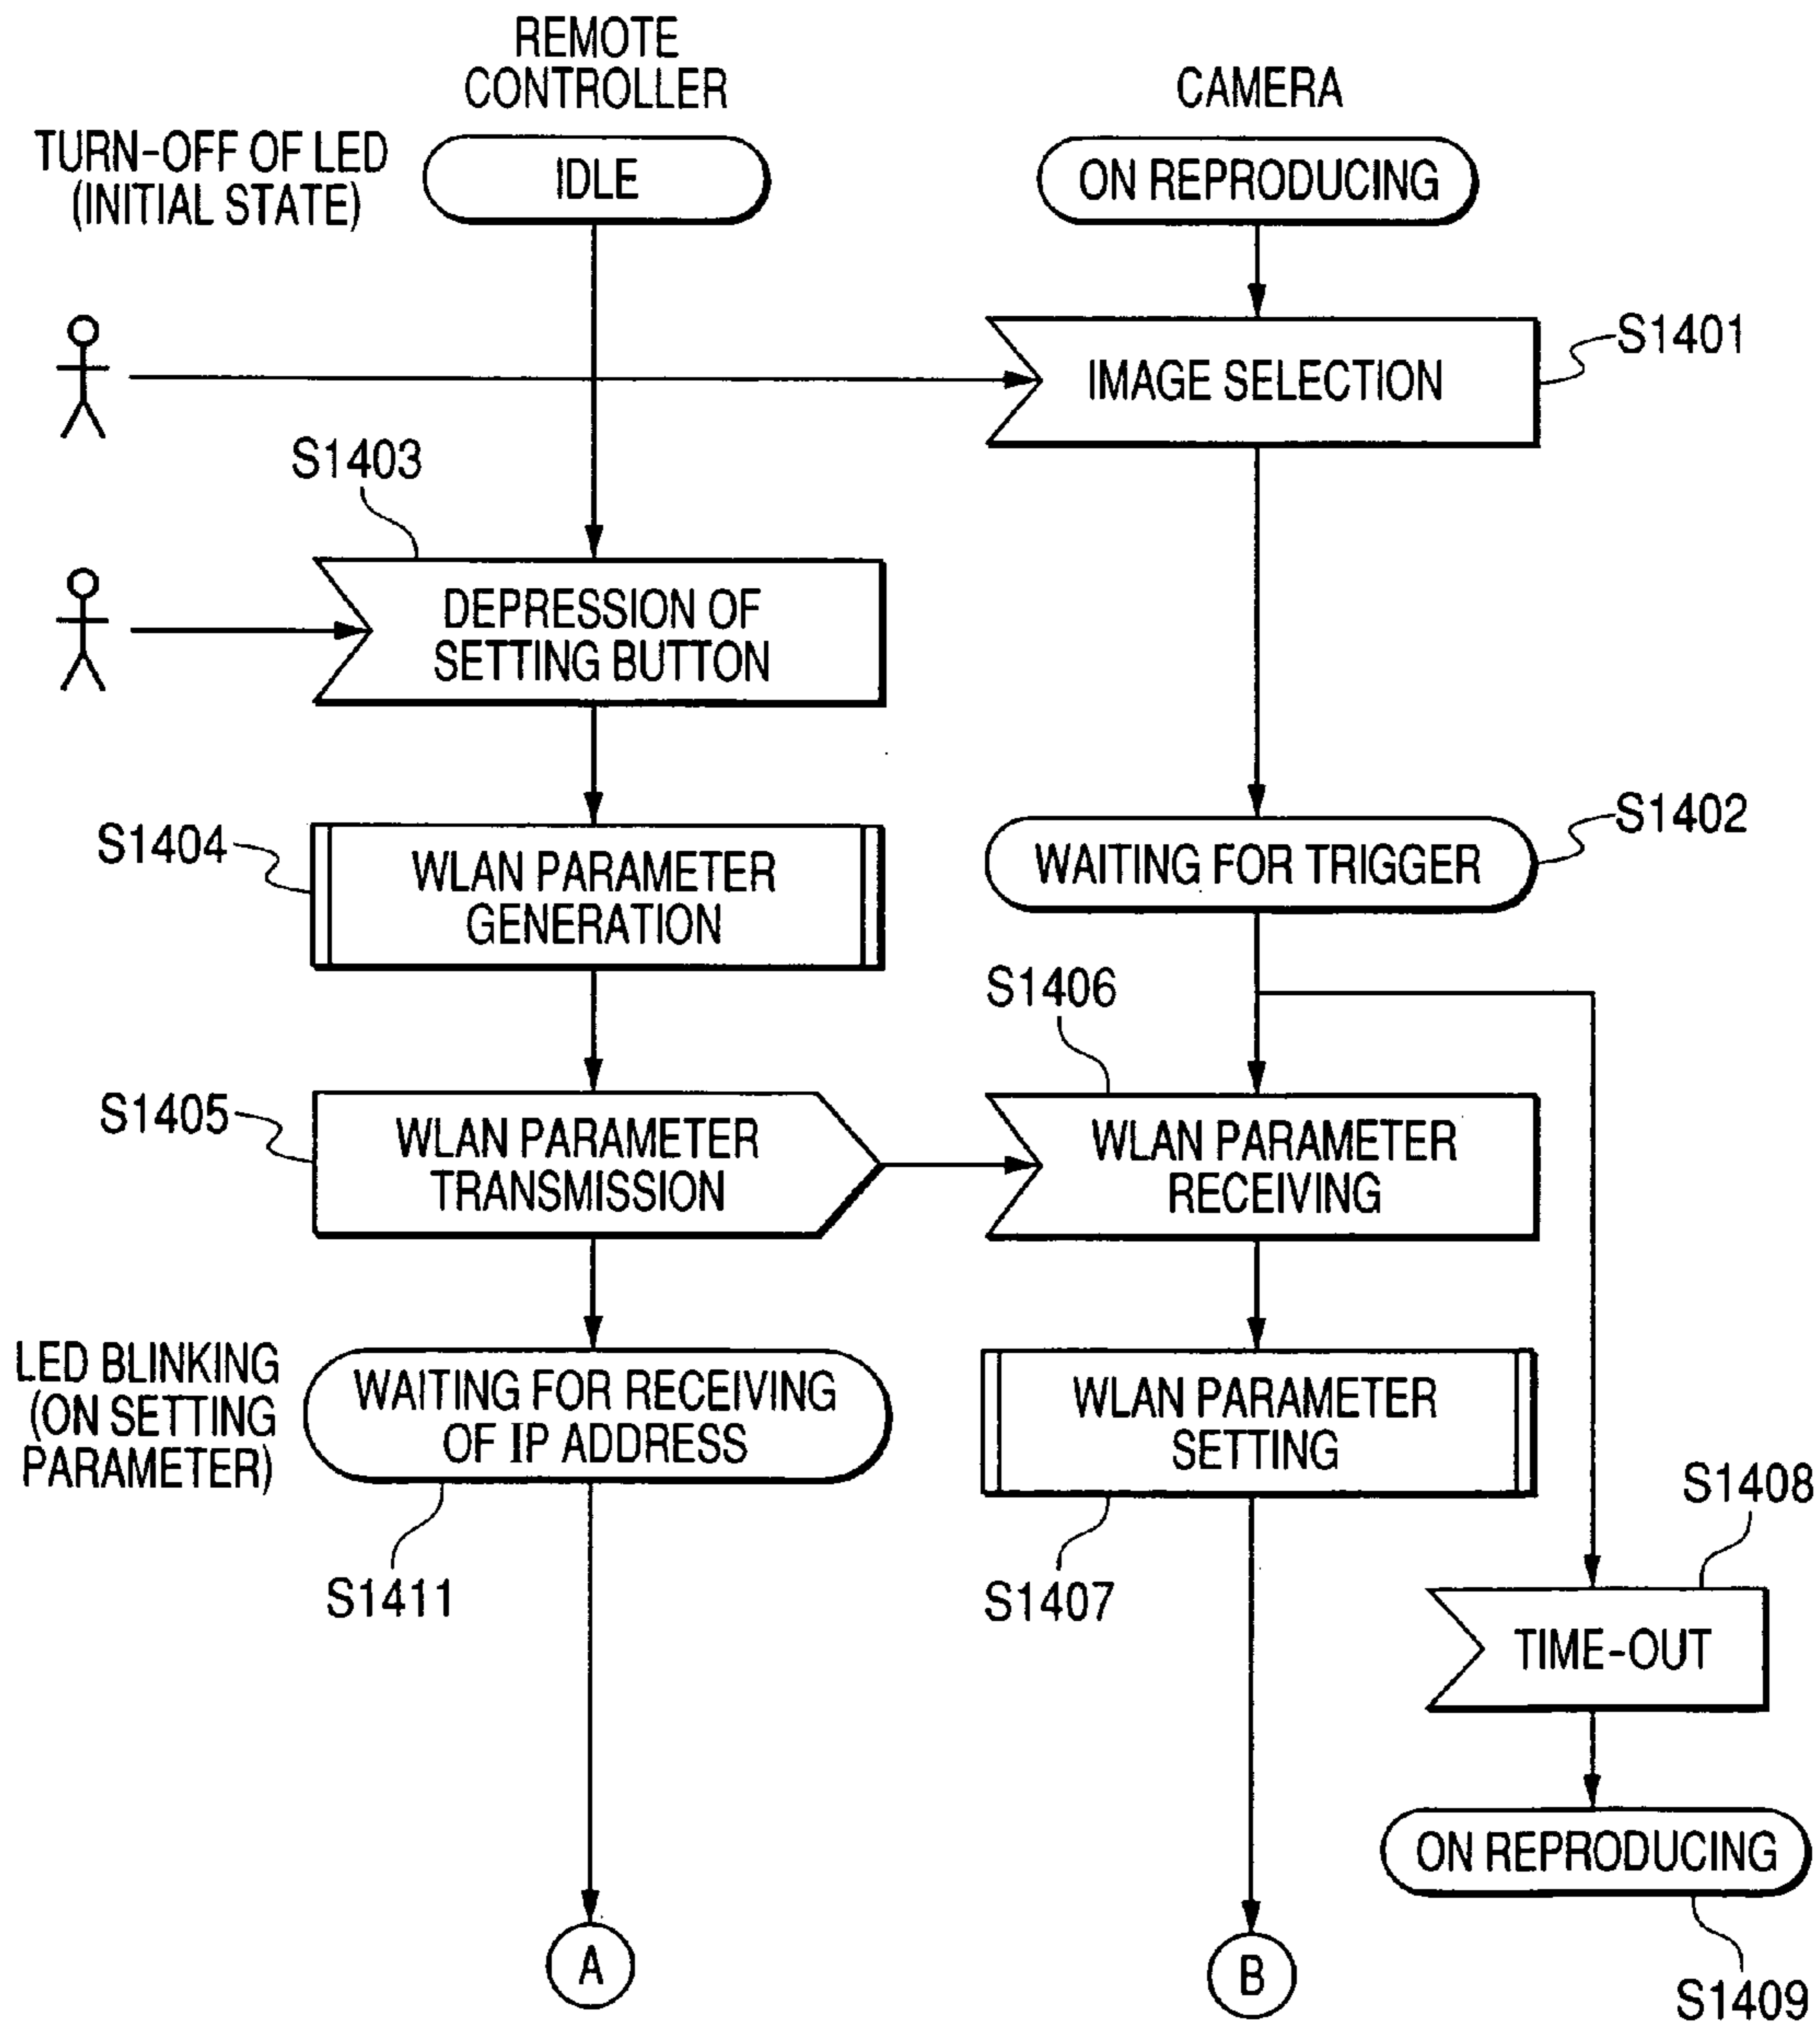 REMOTE
CONTROLLER
CAMERA
TURN-OFF OF LED
(INITIAL STATE)
IDLE
ON REPRODUCING
S1401
IMAGE SELECTION
S1403
DEPRESSION OF
SETTING BUTTON
S1404
WLAN PARAMETER
GENERATION
S1402
WAITING FOR TRIGGER
S1406
S1405
WLAN PARAMETER
TRANSMISSION
WLAN PARAMETER
RECEIVING
LED BLINKING
(ON SETTING
PARAMETER)
WAITING FOR RECEIVING
OF IP ADDRESS
WLAN PARAMETER
SETTING
S1408
S1411
S1407
TIME-OUT
ON REPRODUCING
A
B
S1409